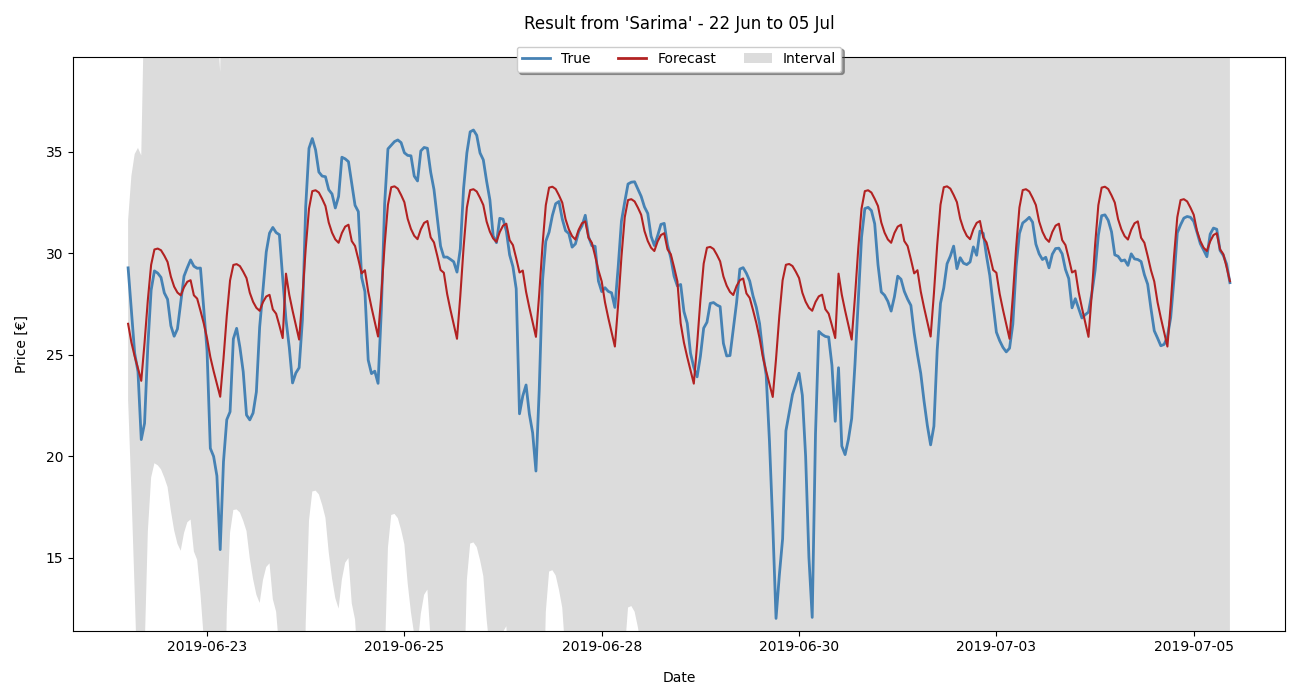 Result from 'Sarima' - 22 Jun to 05 Jul
True Forecast Interval
35
30
25
20
15
Price [€]
2019-06-23 2019-06-25 2019-06-28 2019-06-30 2019-07-03 2019-07-05
Date